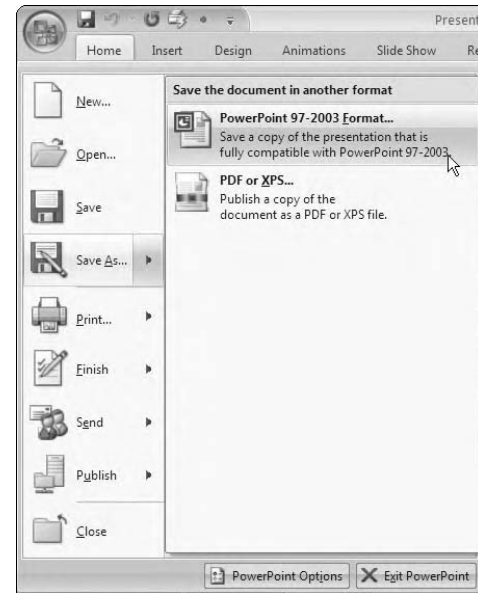 Present
Home Insert Design Animations Slide Show Re
New...
Open...
Save
Save As...
Print...
Finish
Send
Publish
Close
Save the document in another format
PowerPoint 97-2003 Format...
Save a copy of the presentation that is
fully compatible with PowerPoint 97-2003.
PDF or XPS...
Publish a copy of the
document as a PDF or XPS file.
PowerPoint Options Exit PowerPoint